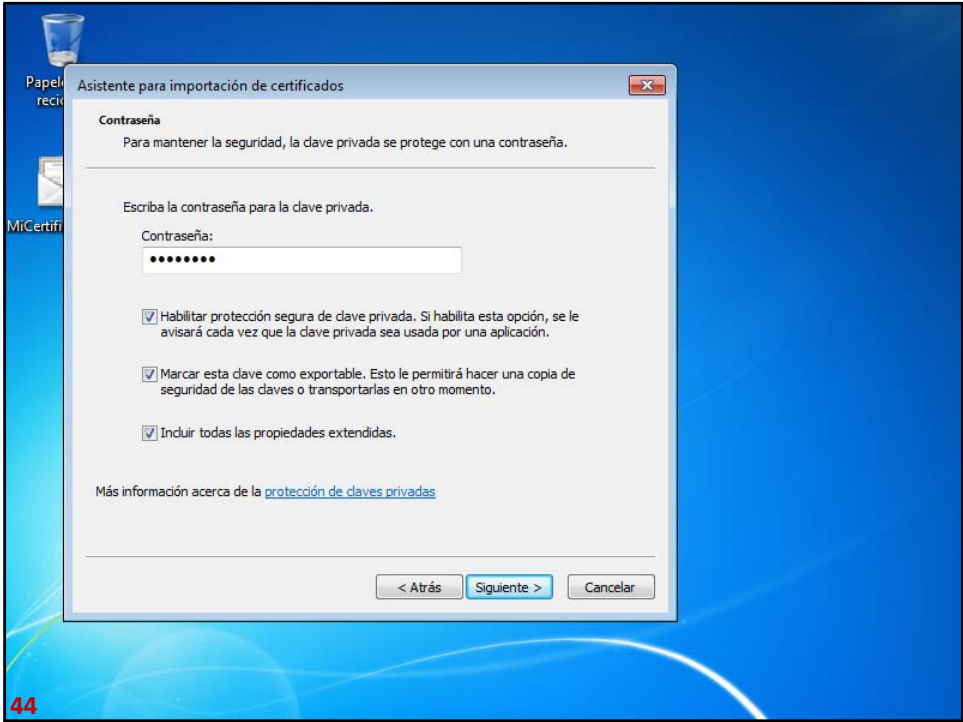 Papel
recic
MiCertifi
Asistente para importación de certificados
Contraseña
Para mantener la seguridad, la clave privada se protege con una contraseña.
Escriba la contraseña para la clave privada.
Contraseña:
••••••••
Habilitar protección segura de clave privada. Si habilita esta opción, se le
avisará cada vez que la clave privada sea usada por una aplicación.
Marcar esta clave como exportable. Esto le permitirá hacer una copia de
seguridad de las claves o transportarlas en otro momento.
Incluir todas las propiedades extendidas.
Más información acerca de la protección de claves privadas
< Atrás Siguiente > Cancelar
44